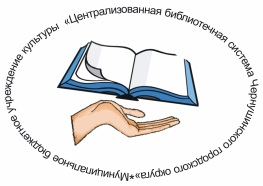 Муниципальное бюджетное учреждение культуры «Централизованная библиотечная система Чернушинского городского округа»*